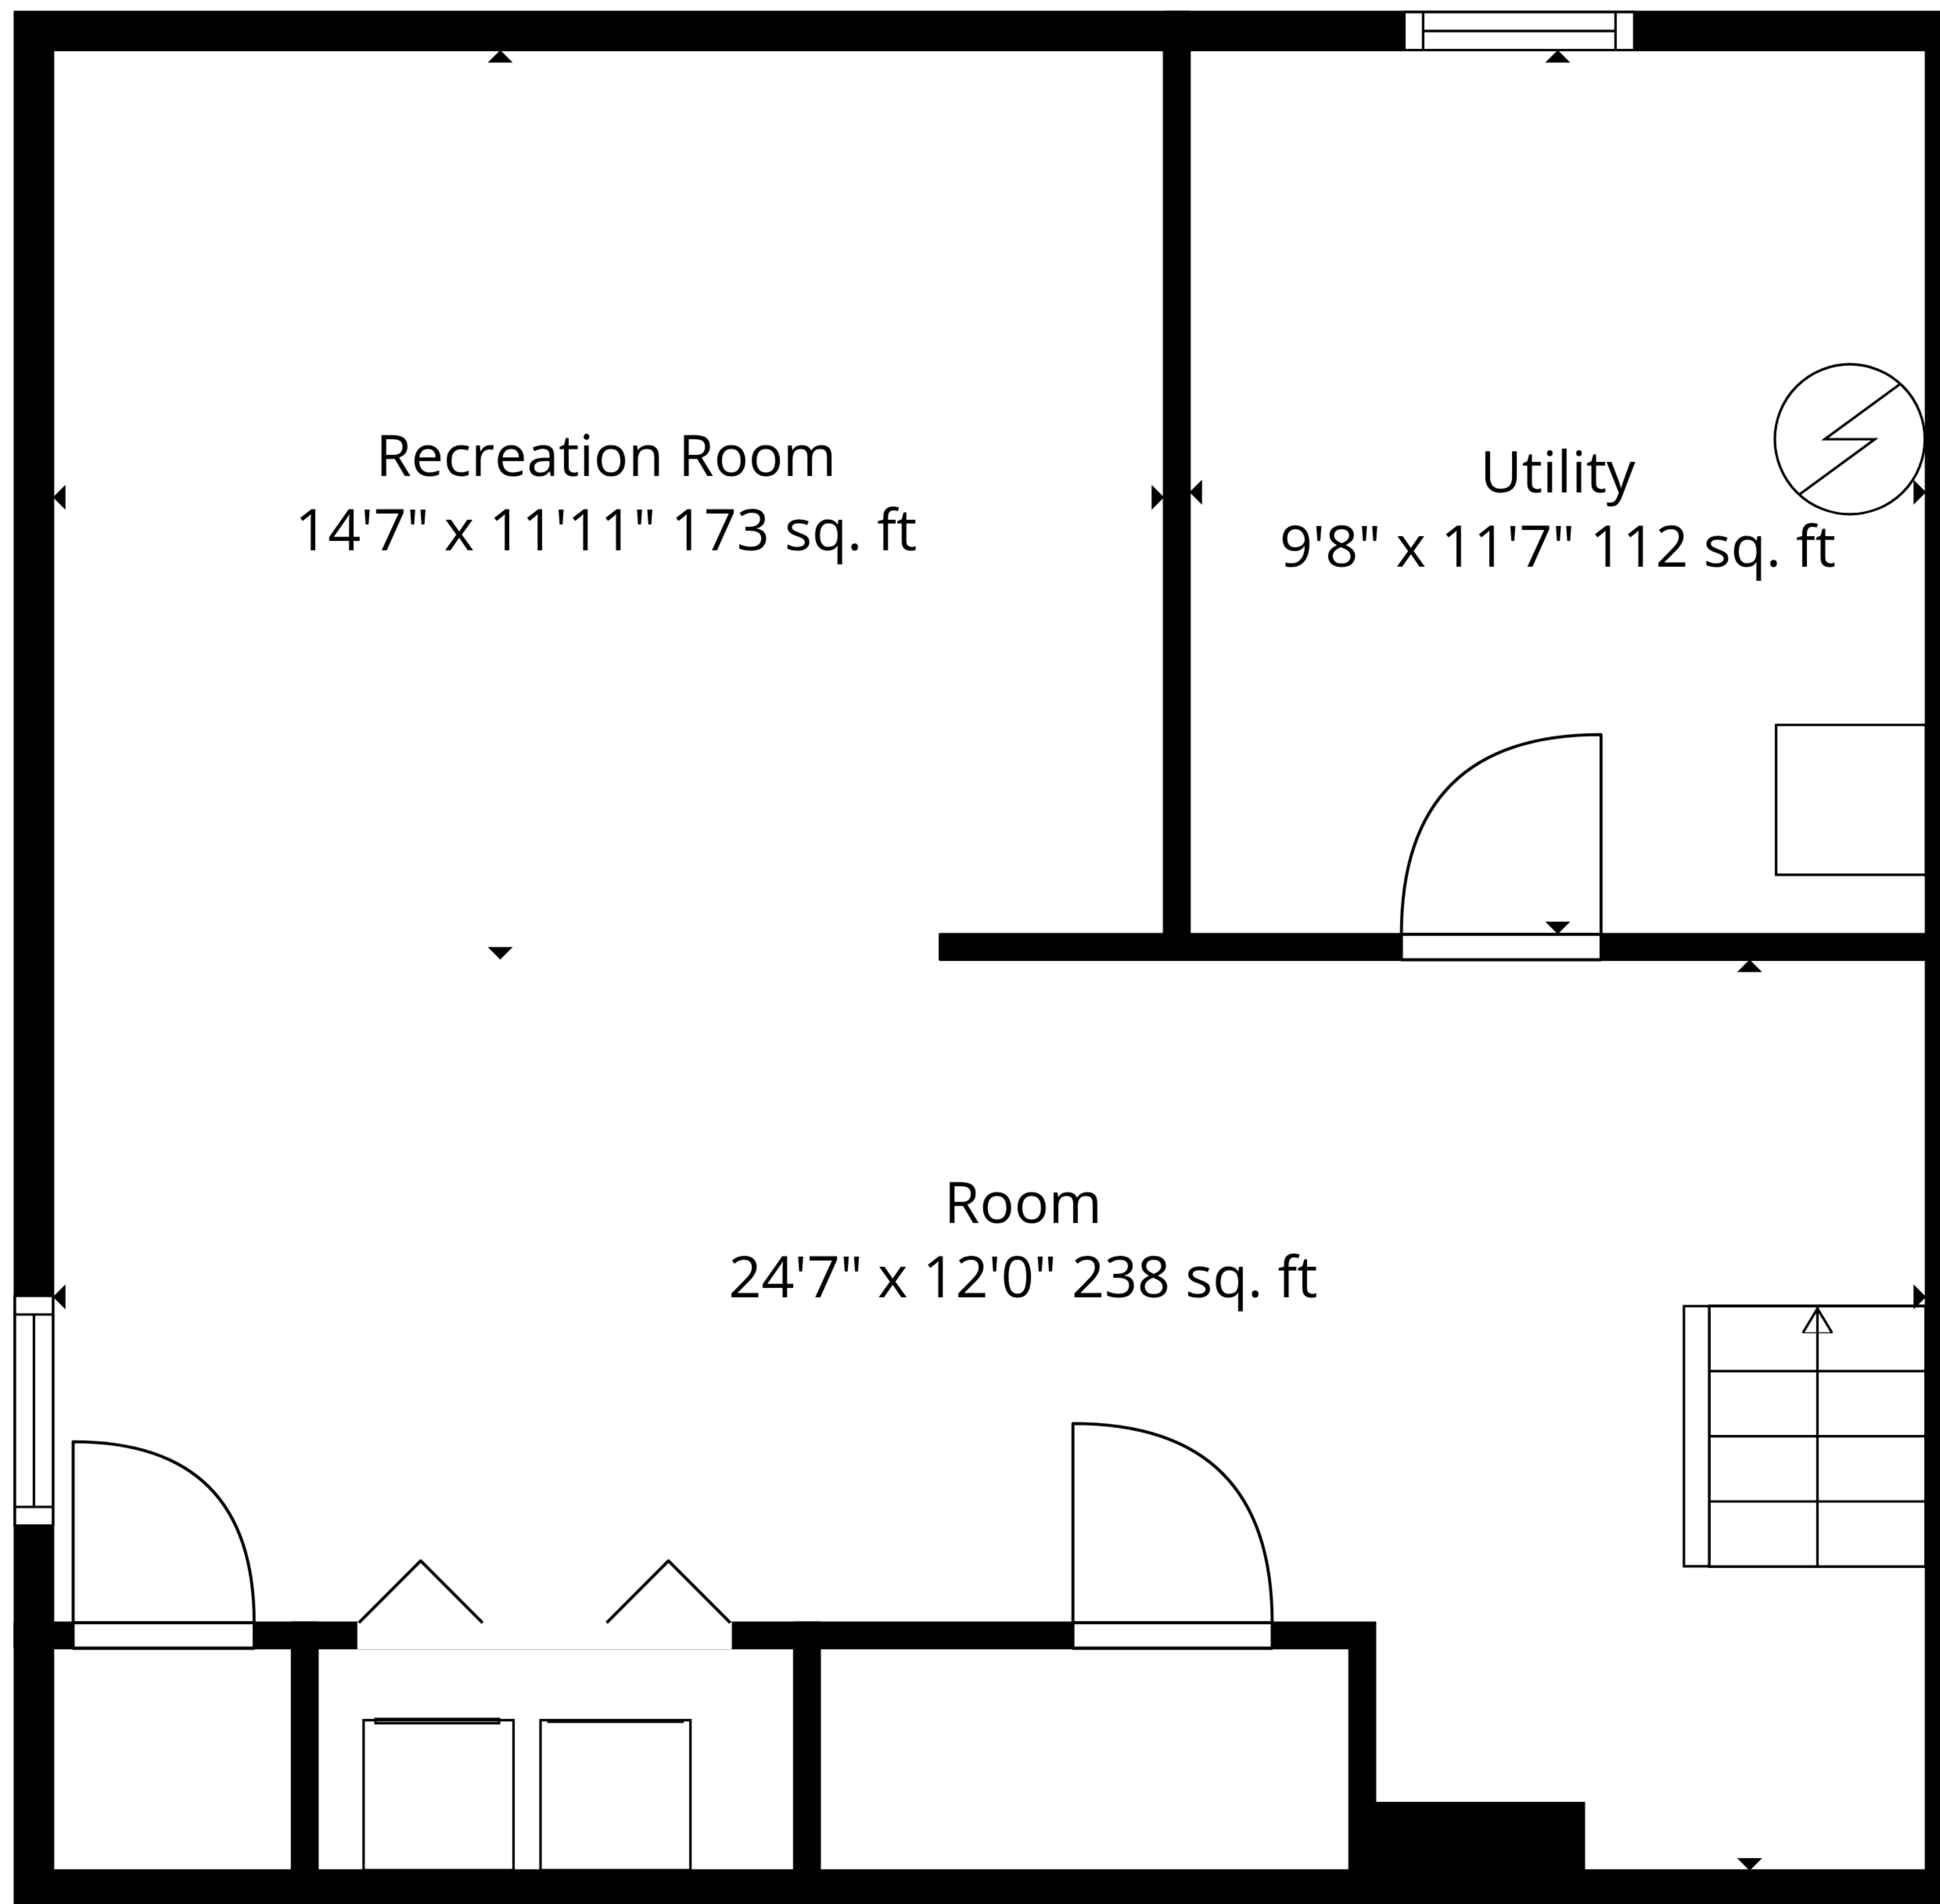 Recreation Room
14'7" x 11'11" 173 sq. ft
Utility
9'8" x 11'7" 112 sq. ft
Room
24'7" x 12'0" 238 sq. ft